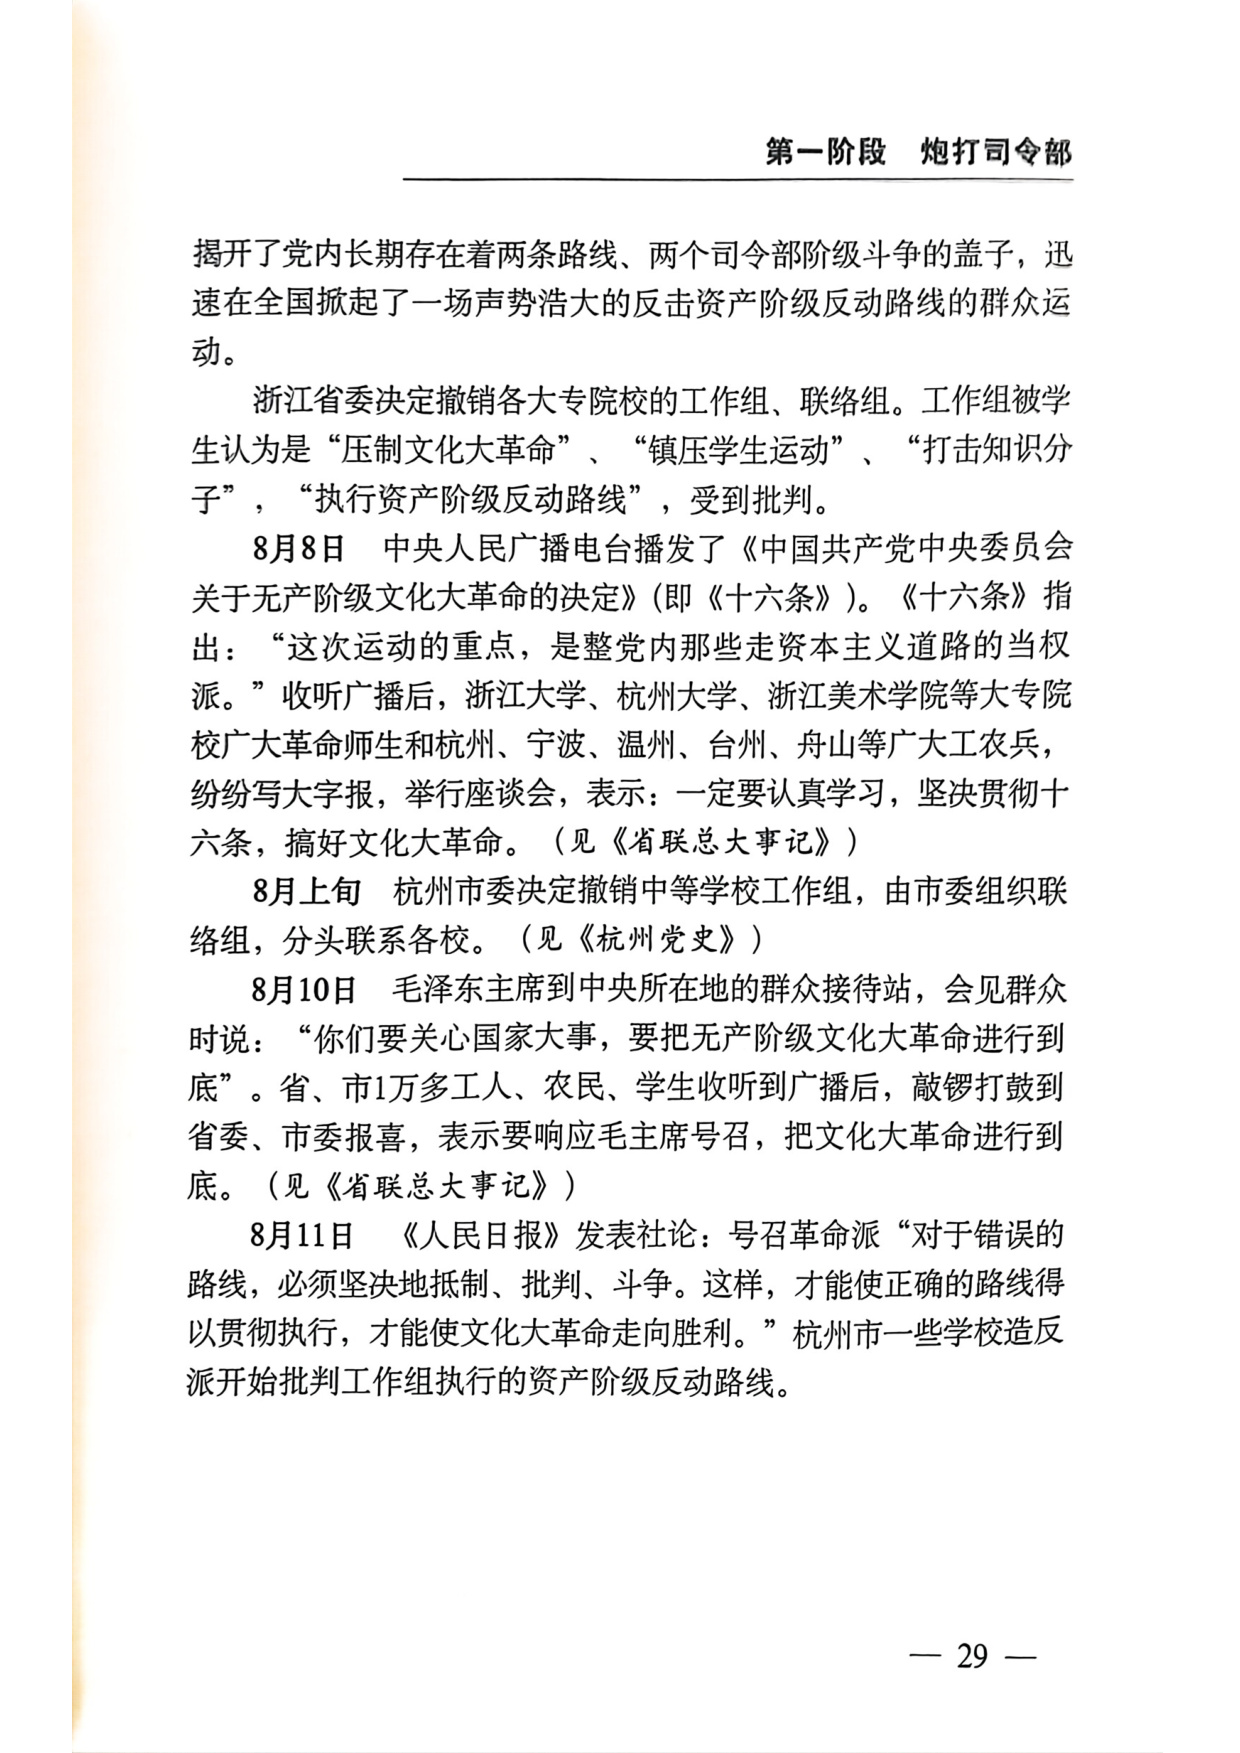 第一阶段　炮打司令部
揭开了党内长期存在着两条路线、两个司令部阶级斗争的盖子，迅
速在全国掀起了一场声势浩大的反击资产阶级反动路线的群众运
动。
浙江省委决定撤销各大专院校的工作组、联络组。工作组被学
生认为是“压制文化大革命”、“镇压学生运动”、“打击知识分
子”，“执行资产阶级反动路线”，受到批判。
8月8日　中央人民广播电台播发了《中国共产党中央委员会
关于无产阶级文化大革命的决定》（即《十六条》）。《十六条》指
出：“这次运动的重点，是整党内那些走资本主义道路的当权
派。”收听广播后，浙江大学、杭州大学、浙江美术学院等大专院
校广大革命师生和杭州、宁波、温州、台州、舟山等广大工农兵，
纷纷写大字报，举行座谈会，表示：一定要认真学习，坚决贯彻十
六条，搞好文化大革命。（见《省联总大事记》）
8月上旬　杭州市委决定撤销中等学校工作组，由市委组织联
络组，分头联系各校。（见《杭州党史》）
8月10日　毛泽东主席到中央所在地的群众接待站，会见群众
时说：“你们要关心国家大事，要把无产阶级文化大革命进行到
底”。省、市1万多工人、农民、学生收听到广播后，敲锣打鼓到
省委、市委报喜，表示要响应毛主席号召，把文化大革命进行到
底。（见《省联总大事记》）
8月11日　《人民日报》发表社论：号召革命派“对于错误的
路线，必须坚决地抵制、批判、斗争。这样，才能使正确的路线得
以贯彻执行，才能使文化大革命走向胜利。”杭州市一些学校造反
派开始批判工作组执行的资产阶级反动路线。
— 29 —